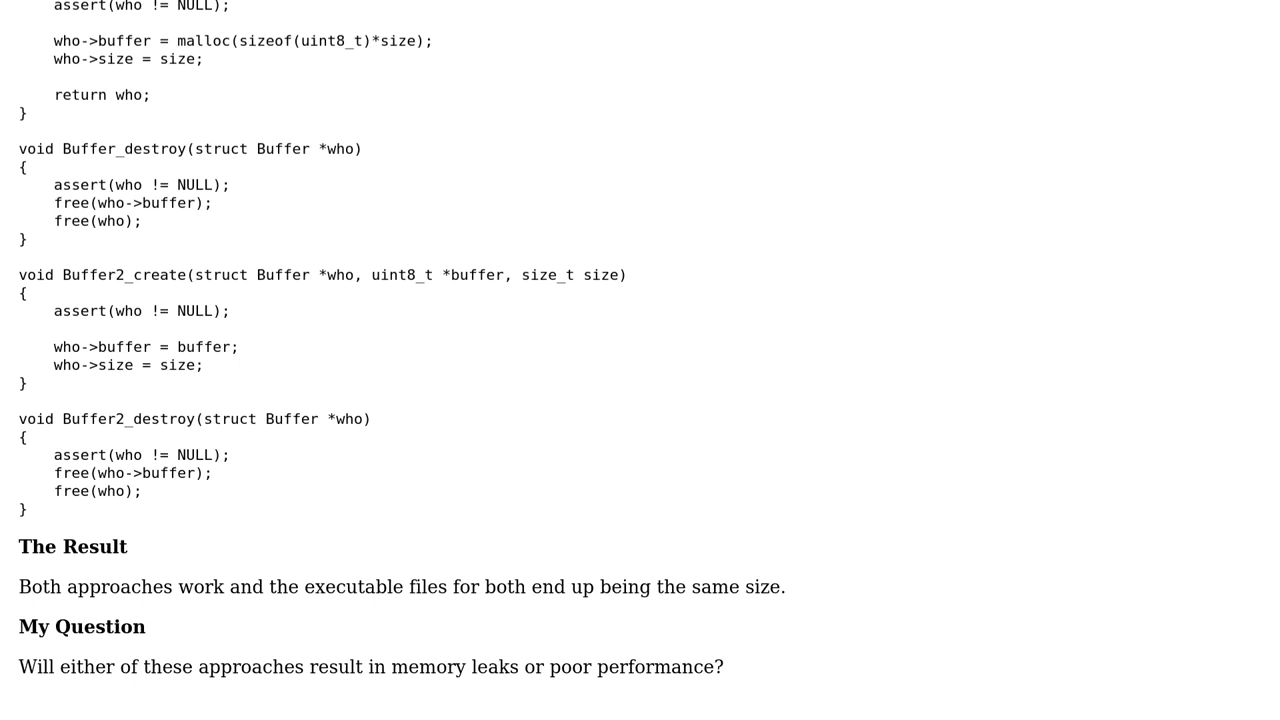 assert(who != NULL);

    who->buffer = malloc(sizeof(uint8_t)*size);
    who->size = size;

    return who;
}

void Buffer_destroy(struct Buffer *who)
{
    assert(who != NULL);
    free(who->buffer);
    free(who);
}

void Buffer2_create(struct Buffer *who, uint8_t *buffer, size_t size)
{
    assert(who != NULL);

    who->buffer = buffer;
    who->size = size;
}

void Buffer2_destroy(struct Buffer *who)
{
    assert(who != NULL);
    free(who->buffer);
    free(who);
}
The Result
Both approaches work and the executable files for both end up being the same size.
My Question
Will either of these approaches result in memory leaks or poor performance?